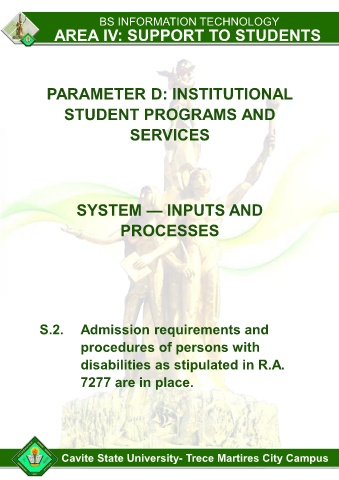 BS INFORMATION TECHNOLOGY
AREA IV: SUPPORT TO STUDENTS
PARAMETER D: INSTITUTIONAL
STUDENT PROGRAMS AND
SERVICES
SYSTEM — INPUTS AND
PROCESSES
S.2. Admission requirements and
procedures of persons with
disabilities as stipulated in R.A.
7277 are in place.
Cavite State University- Trece Martires City Campus